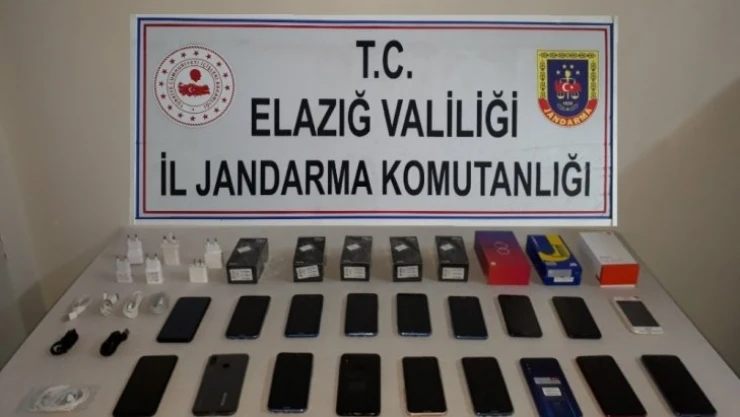 T.C.
ELAZIĞ VALİLİĞİ
İL JANDARMA KOMUTANLIĞI
JANDARMA